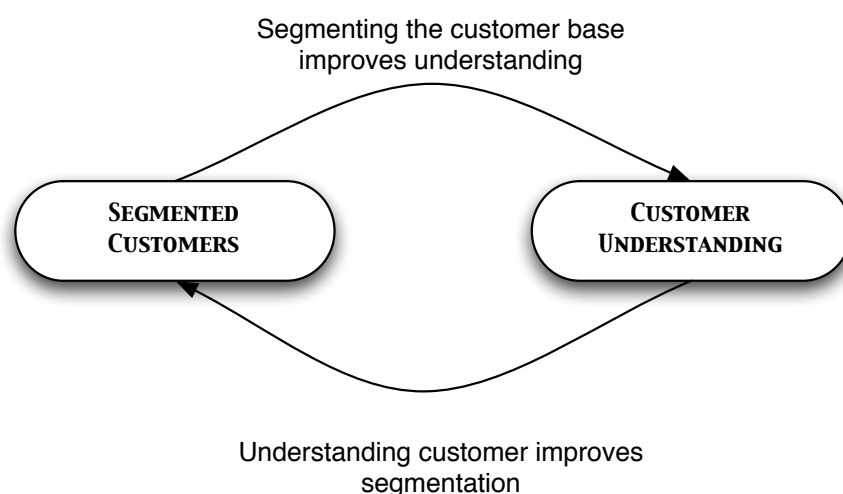 Segmenting the customer base
improves understanding
Segmented
Customers
Customer
Understanding
Understanding customer improves
segmentation